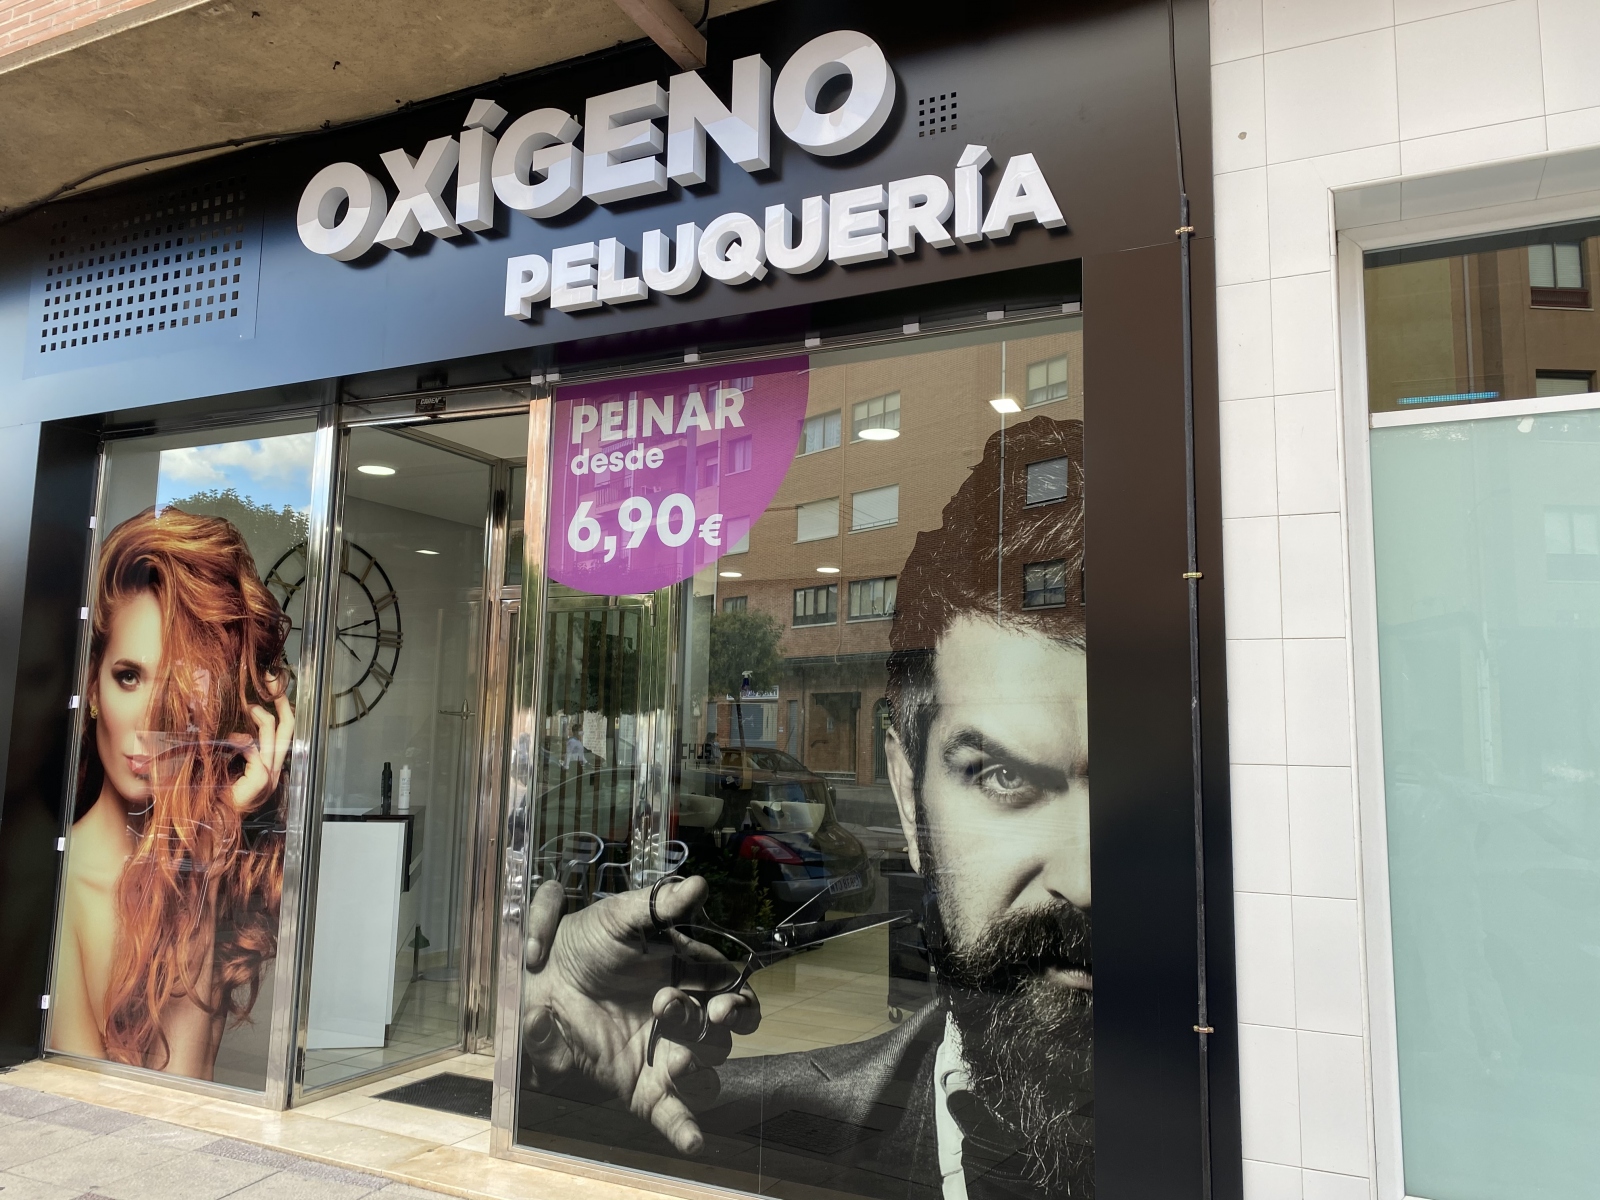 OXÍGENO
PELUQUERÍA
PEINAR
desde
6,90€